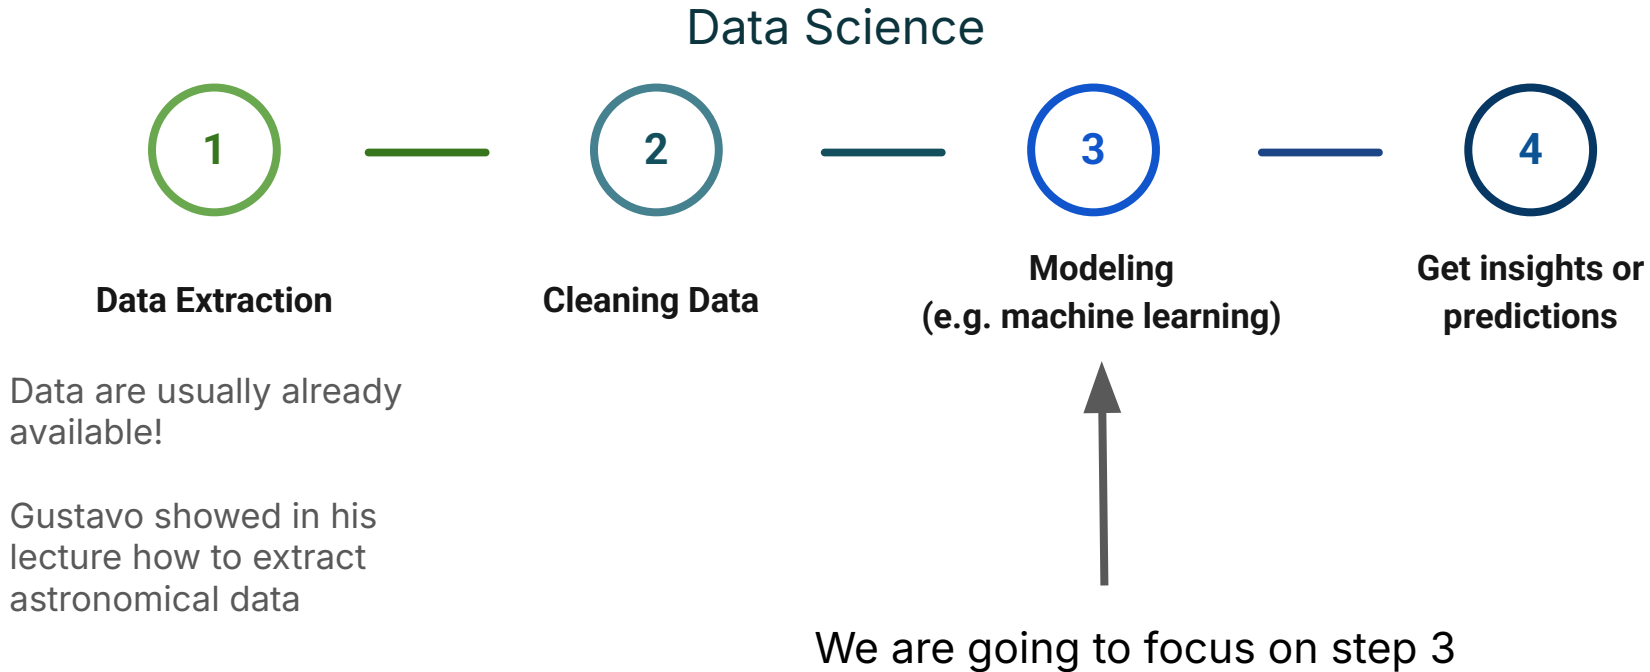 Data Science
1
2
3
4
Data Extraction
Cleaning Data
Modeling
(e.g. machine learning)
Get insights or
predictions
Data are usually already
available!
Gustavo showed in his
lecture how to extract
astronomical data
We are going to focus on step 3